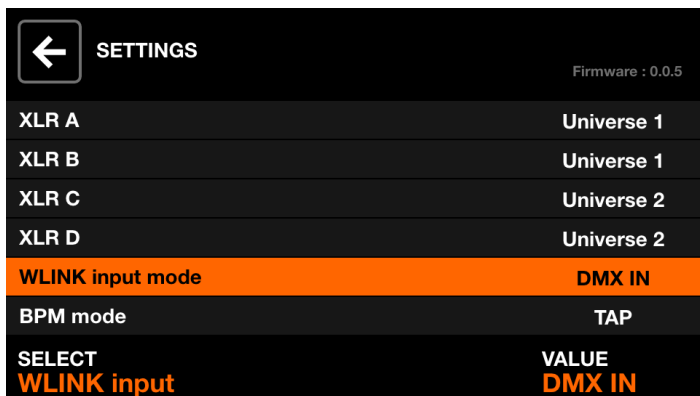 SETTINGS
Firmware : 0.0.5
XLR A Universe 1
XLR B Universe 1
XLR C Universe 2
XLR D Universe 2
WLINK input mode DMX IN
BPM mode TAP
SELECT VALUE
WLINK input DMX IN